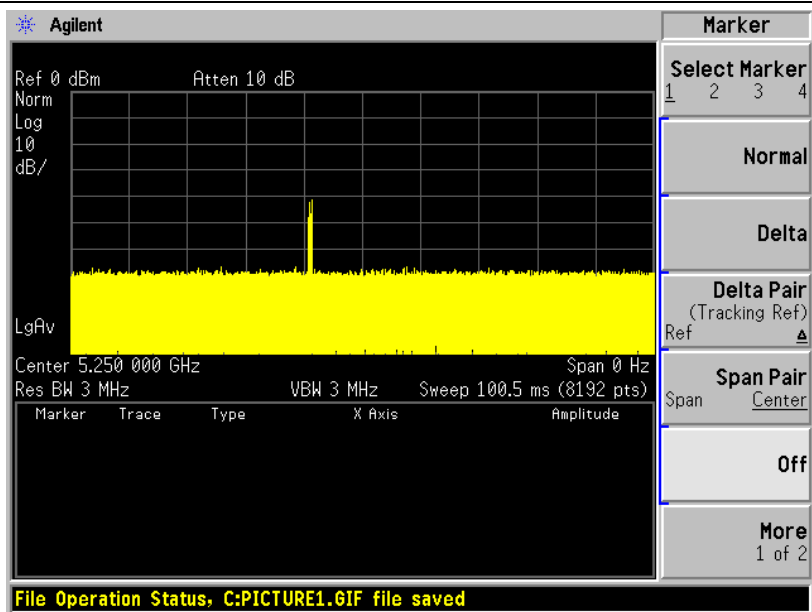 Agilent
Marker
Ref 0 dBm Atten 10 dB
Norm
Log
10
dB/
LgAv
Center 5.250 000 GHz Span 0 Hz
Res BW 3 MHz VBW 3 MHz Sweep 100.5 ms (8192 pts)
Marker Trace Type X Axis Amplitude
Select Marker
1 2 3 4
Normal
Delta
Delta Pair
(Tracking Ref)
Ref Δ
Span Pair
Span Center
Off
More
1 of 2
File Operation Status, C:PICTURE1.GIF file saved